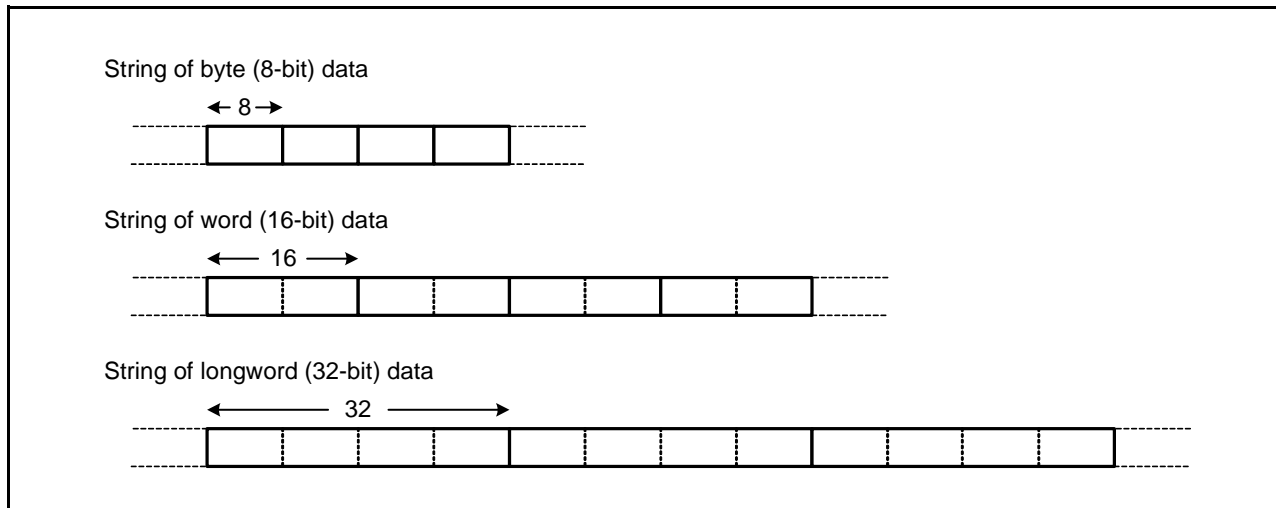 String of byte (8-bit) data
8
String of word (16-bit) data
16
String of longword (32-bit) data
32